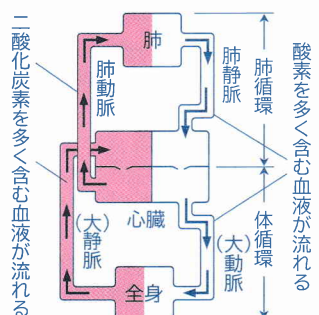 酸素を多く含む血液が流れる
肺循環
体循環
肺静脈
(大)動脈
肺
心臓
全身
肺動脈
(大)静脈
二酸化炭素を多く含む血液が流れる